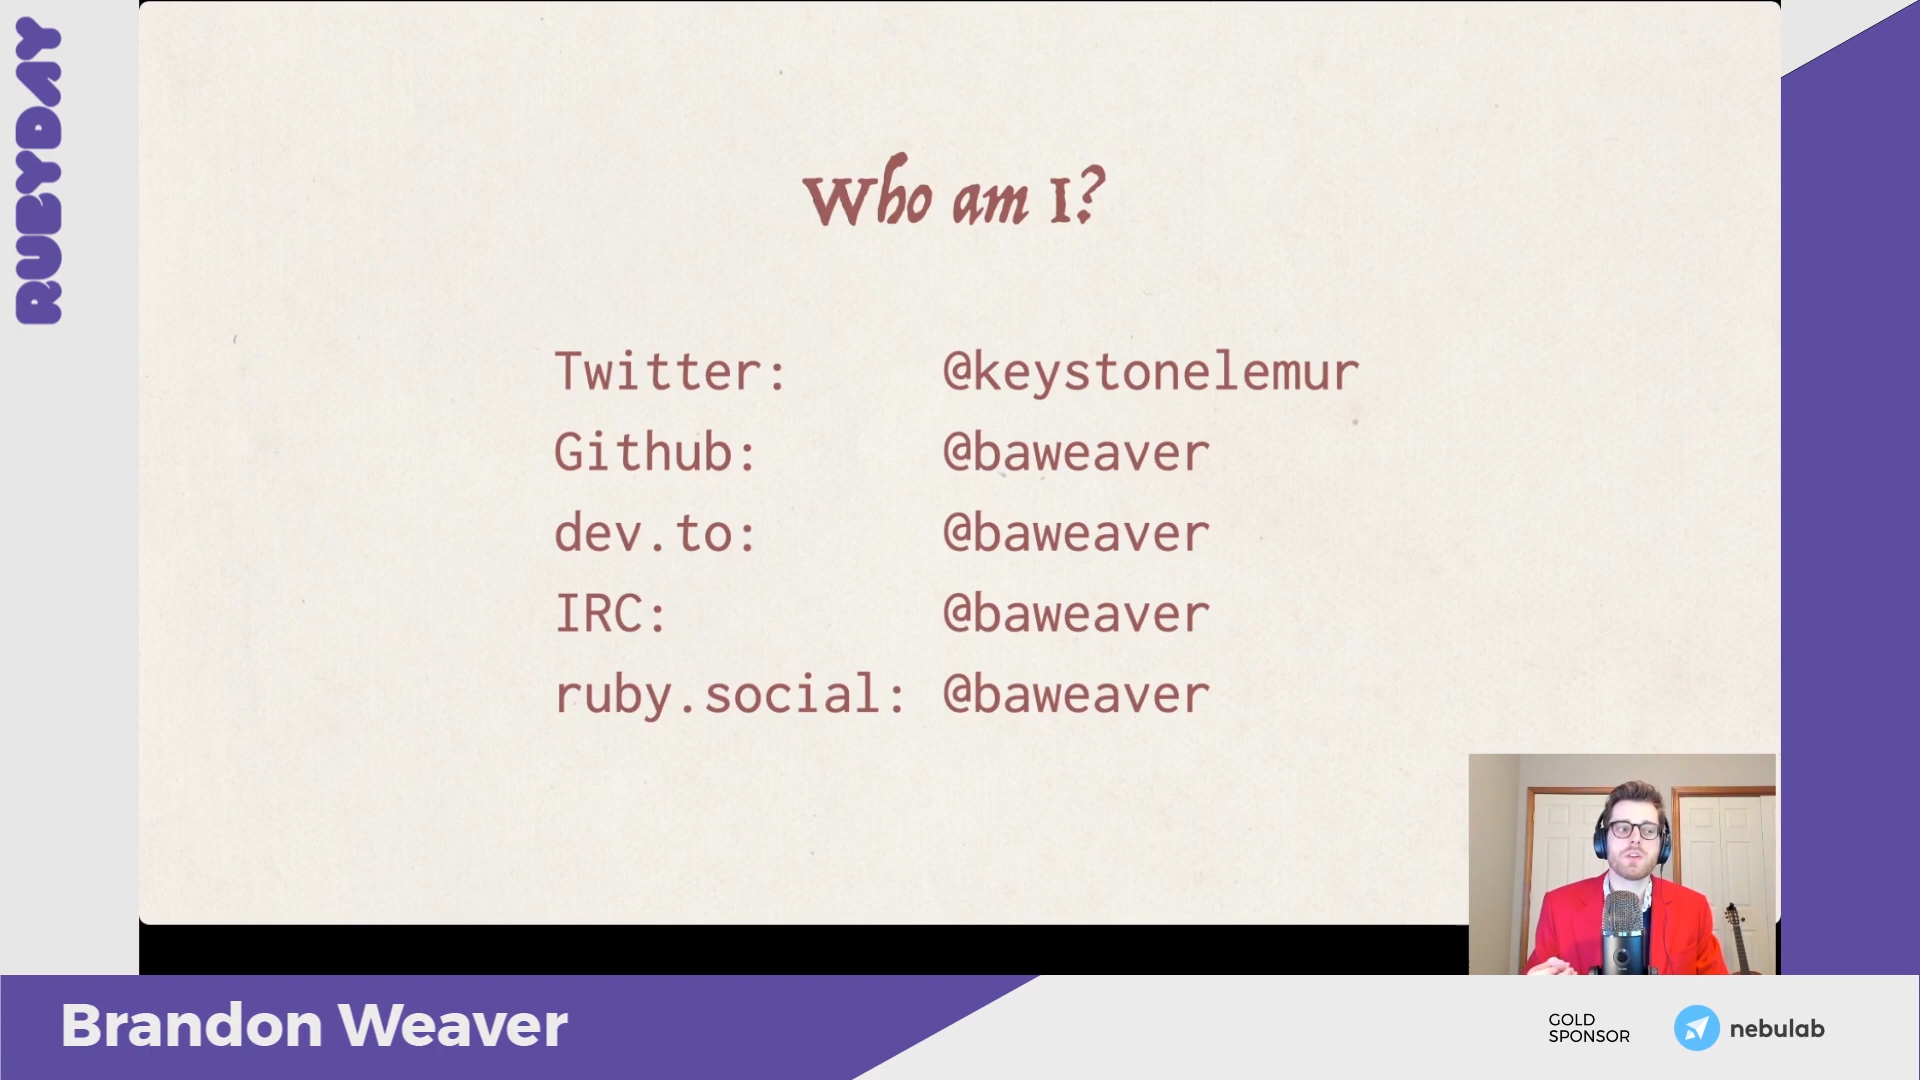 RUBYDAY
Who am I?
Twitter: @keystonelemur
Github: @baweaver
dev.to: @baweaver
IRC: @baweaver
ruby.social: @baweaver
Brandon Weaver
GOLD
SPONSOR
nebulab